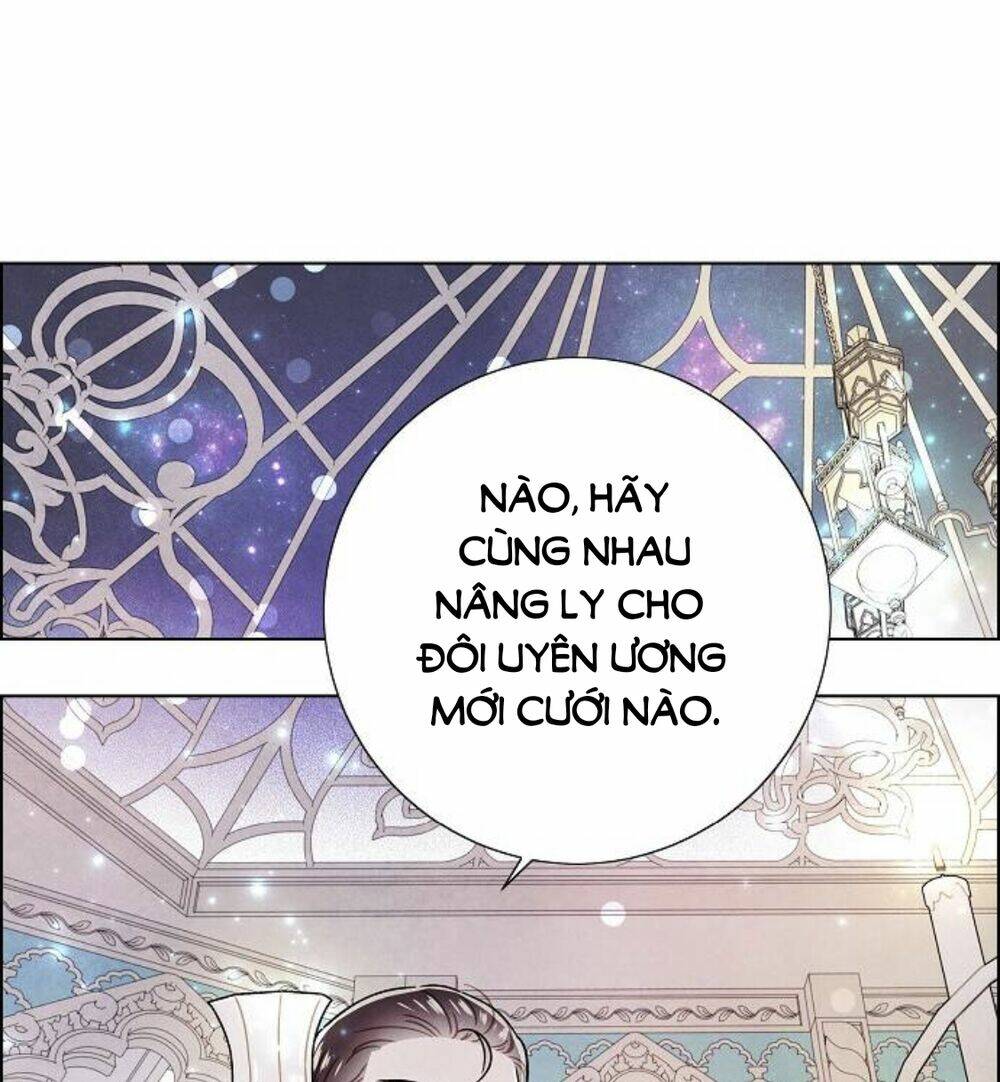 NÀO, HÃY
CÙNG NHAU
NÂNG LY CHO
ĐÔI UYÊN ƯƠNG
MỚI CƯỚI NÀO.